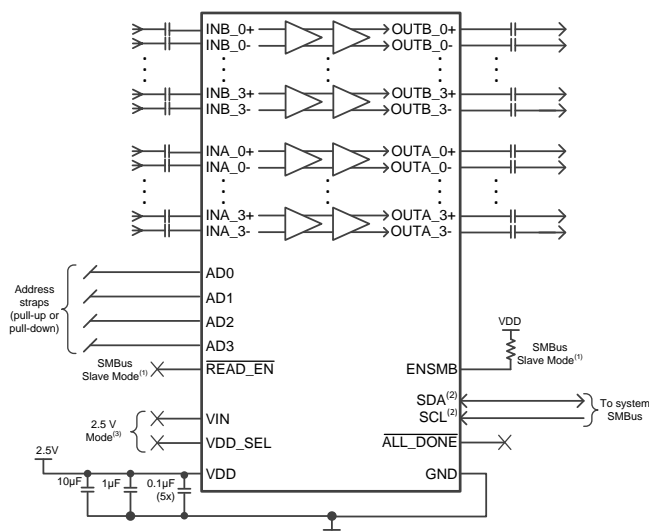 INB_0+
OUTB_0+
INB_0-
OUTB_0-
INB_3+
OUTB_3+
INB_3-
OUTB_3-
INA_0+
OUTA_0+
INA_0-
OUTA_0-
INA_3+
OUTA_3+
INA_3-
OUTA_3-
Address
straps
(pull-up or
pull-down)
AD0
AD1
AD2
AD3
SMBus
Slave Mode(1)
READ_EN
VDD
SMBus
Slave Mode(1)
ENSMB
SDA(2)
SCL(2)
To system
SMBus
2.5 V
Mode(3)
VIN
VDD_SEL
ALL_DONE
2.5V
VDD
GND
10µF
1µF
0.1µF
(5x)